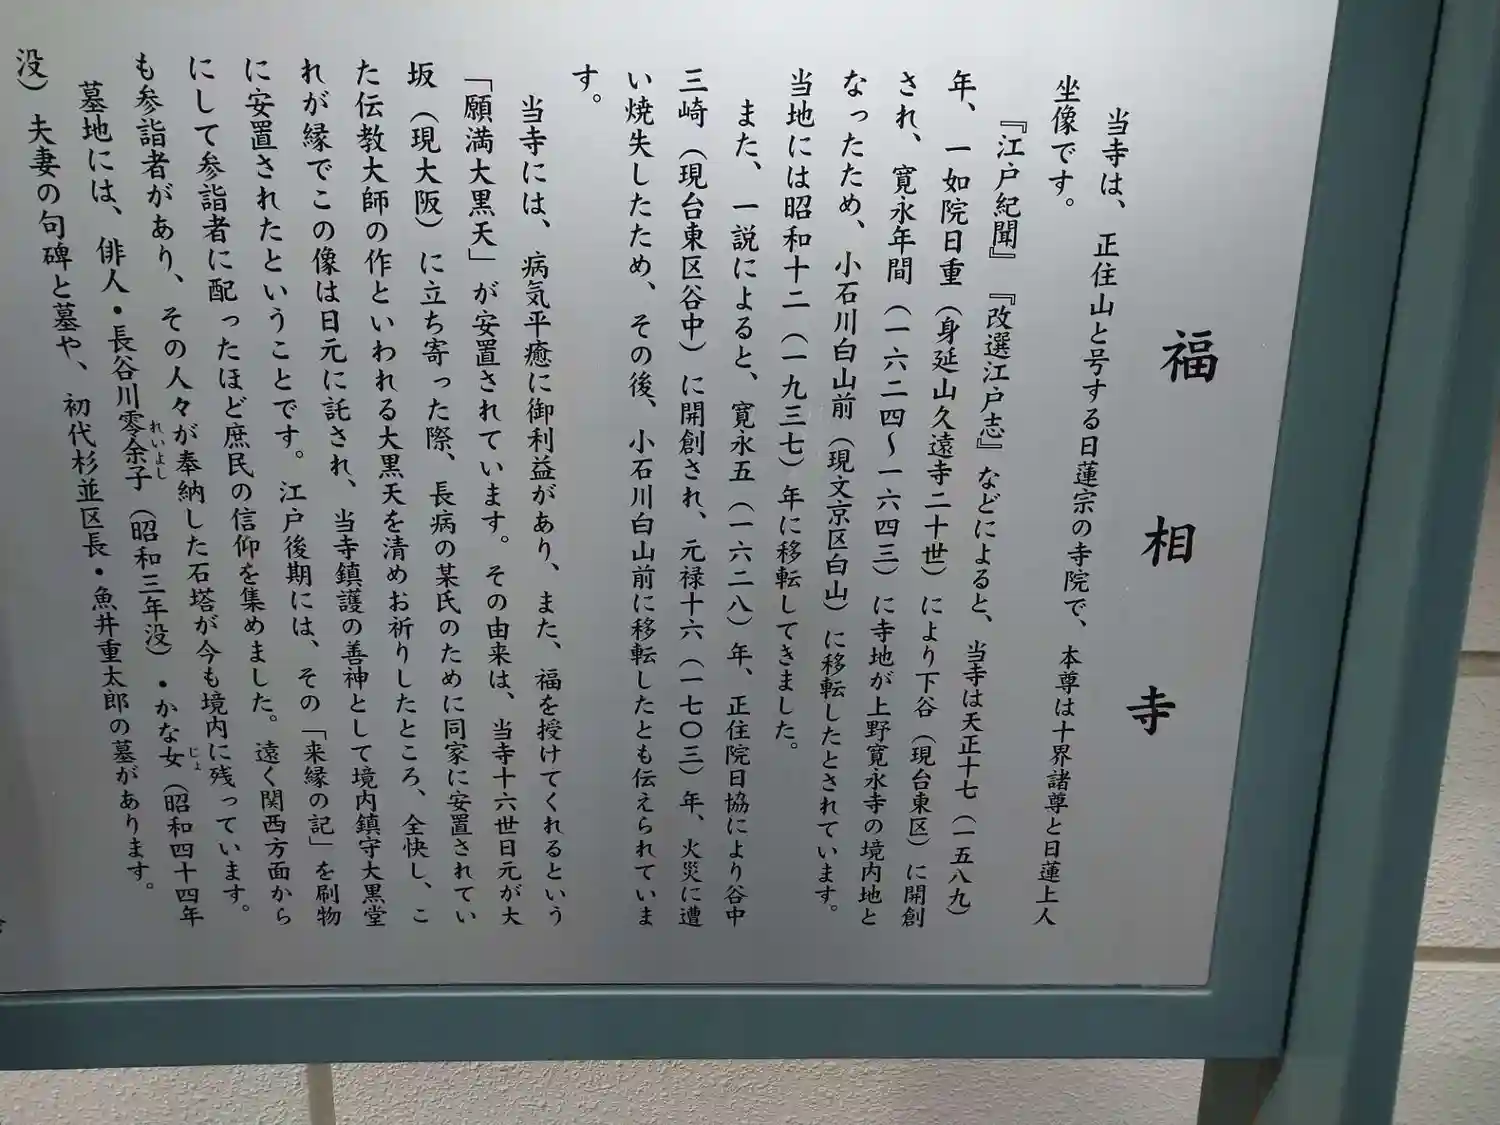 福相寺
当寺は、正住山と号する日蓮宗の寺院で、本尊は十界諸尊と日蓮上人
坐像です。
『江戸紀聞』『改選江戸志』などによると、当寺は天正十七（一五八九）
年、一如院日重（身延山久遠寺二十世）により下谷（現台東区）に開創
され、寛永年間（一六二四～一六四三）に寺地が上野寛永寺の境内地と
なったため、小石川白山前（現文京区白山）に移転したとされています。
当地には昭和十二（一九三七）年に移転してきました。
また、一説によると、寛永五（一六二八）年、正住院日協により谷中
三崎（現台東区谷中）に開創され、元禄十六（一七〇三）年、火災に遭
い焼失したため、その後、小石川白山前に移転したとも伝えられていま
す。
当寺には、病気平癒に御利益があり、また、福を授けてくれるという
「願満大黒天」が安置されています。その由来は、当寺十六世日元が大
坂（現大阪）に立ち寄った際、長病の某氏のために同家に安置されてい
た伝教大師の作といわれる大黒天を清めお祈りしたところ、全快し、こ
れが縁でこの像は日元に託され、当寺鎮護の善神として境内鎮守大黒堂
に安置されたということです。江戸後期には、その「来縁の記」を刷物
にして参詣者に配ったほど庶民の信仰を集めました。遠く関西方面から
も参詣者があり、その人々が奉納した石塔が今も境内に残っています。
墓地には、俳人・長谷川零余子（昭和三年没）・かな女（昭和四十四年
れいよし
じょ
没）夫妻の句碑と墓や、初代杉並区長・魚井重太郎の墓があります。